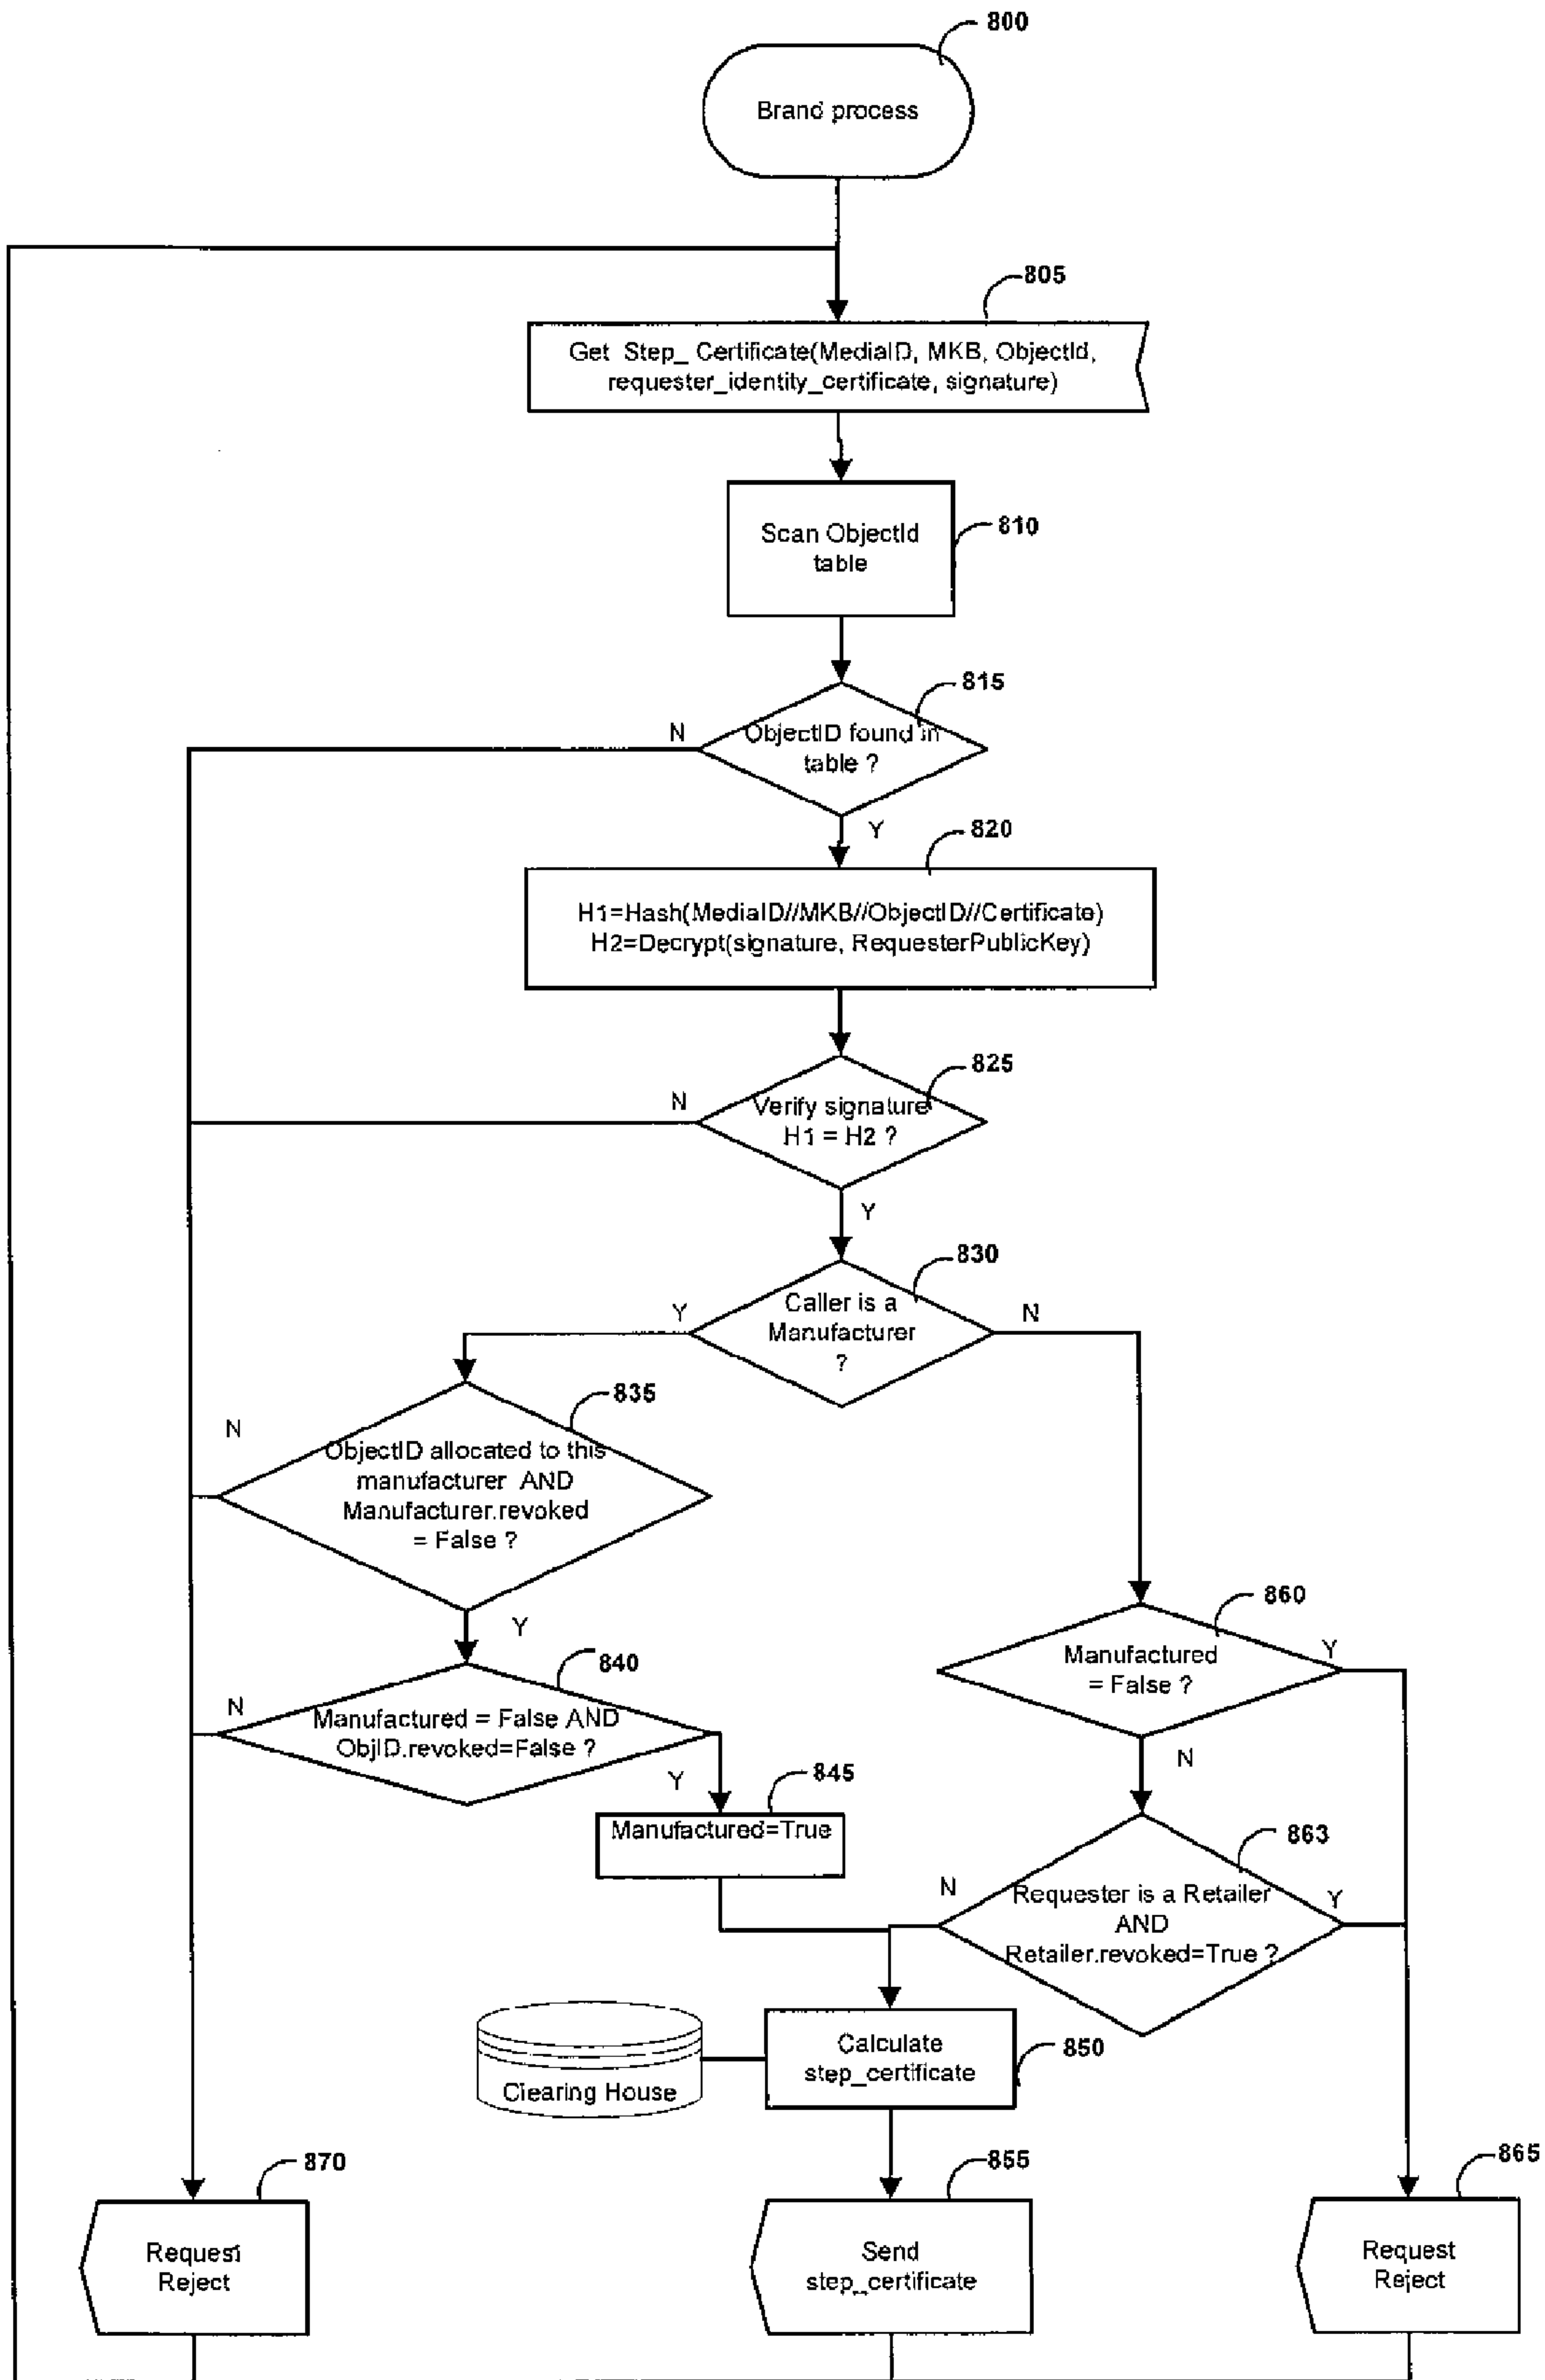 800
Brand process
805
Get Step_ Certificate(MediaID, MKB, ObjectId,
requester_identity_certificate, signature)
Scan ObjectId
table
810
815
N
ObjectID found in
table ?
Y
820
H1=Hash(MediaID//MKB//ObjectID//Certificate)
H2=Decrypt(signature, RequesterPublicKey)
825
N
Verify signature
H1 = H2 ?
Y
830
Y
Caller is a
Manufacturer
?
N
835
N
ObjectID allocated to this
manufacturer AND
Manufacturer.revoked
= False ?
Y
860
Manufactured
= False ?
Y
N
840
N
Manufactured = False AND
ObjID.revoked=False ?
Y
845
Manufactured=True
863
N
Requester is a Retailer
AND
Retailer.revoked=True ?
Y
Clearing House
Calculate
step_certificate
850
870
Request
Reject
855
Send
step_certificate
865
Request
Reject